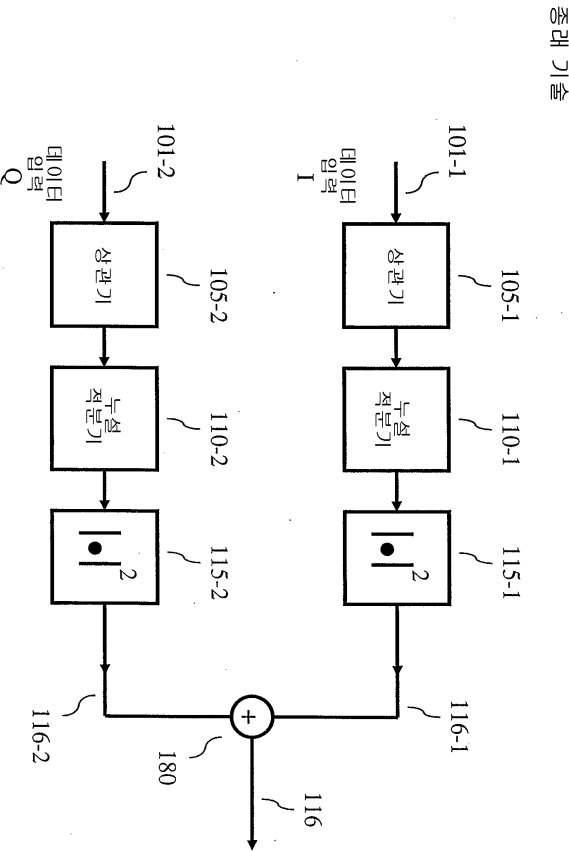 종래 기술
101-1
데이터
입력
I
105-1
상관기
110-1
누설
적분기
115-1
|●|2
116-1
101-2
데이터
입력
Q
105-2
상관기
110-2
누설
적분기
115-2
|●|2
116-2
+
180
116